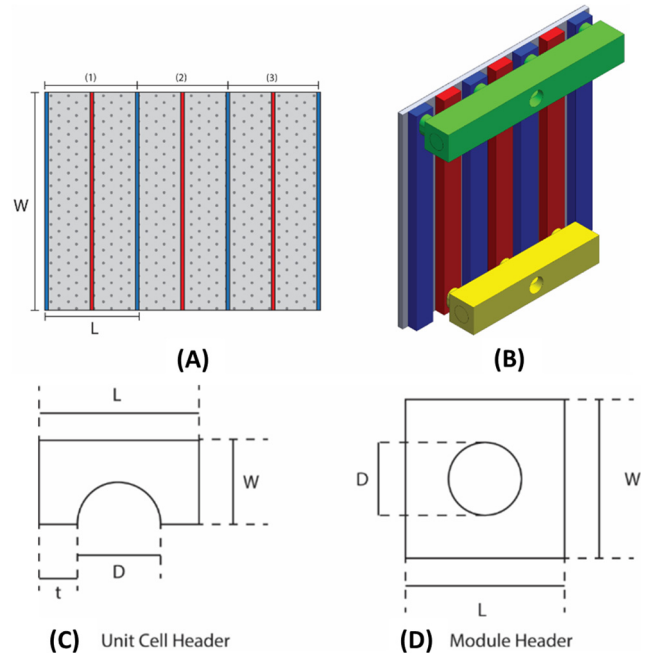 (1) (2) (3)
W
L
(A) (B)
L
W
t
D
D
W
L
(C) Unit Cell Header
(D) Module Header